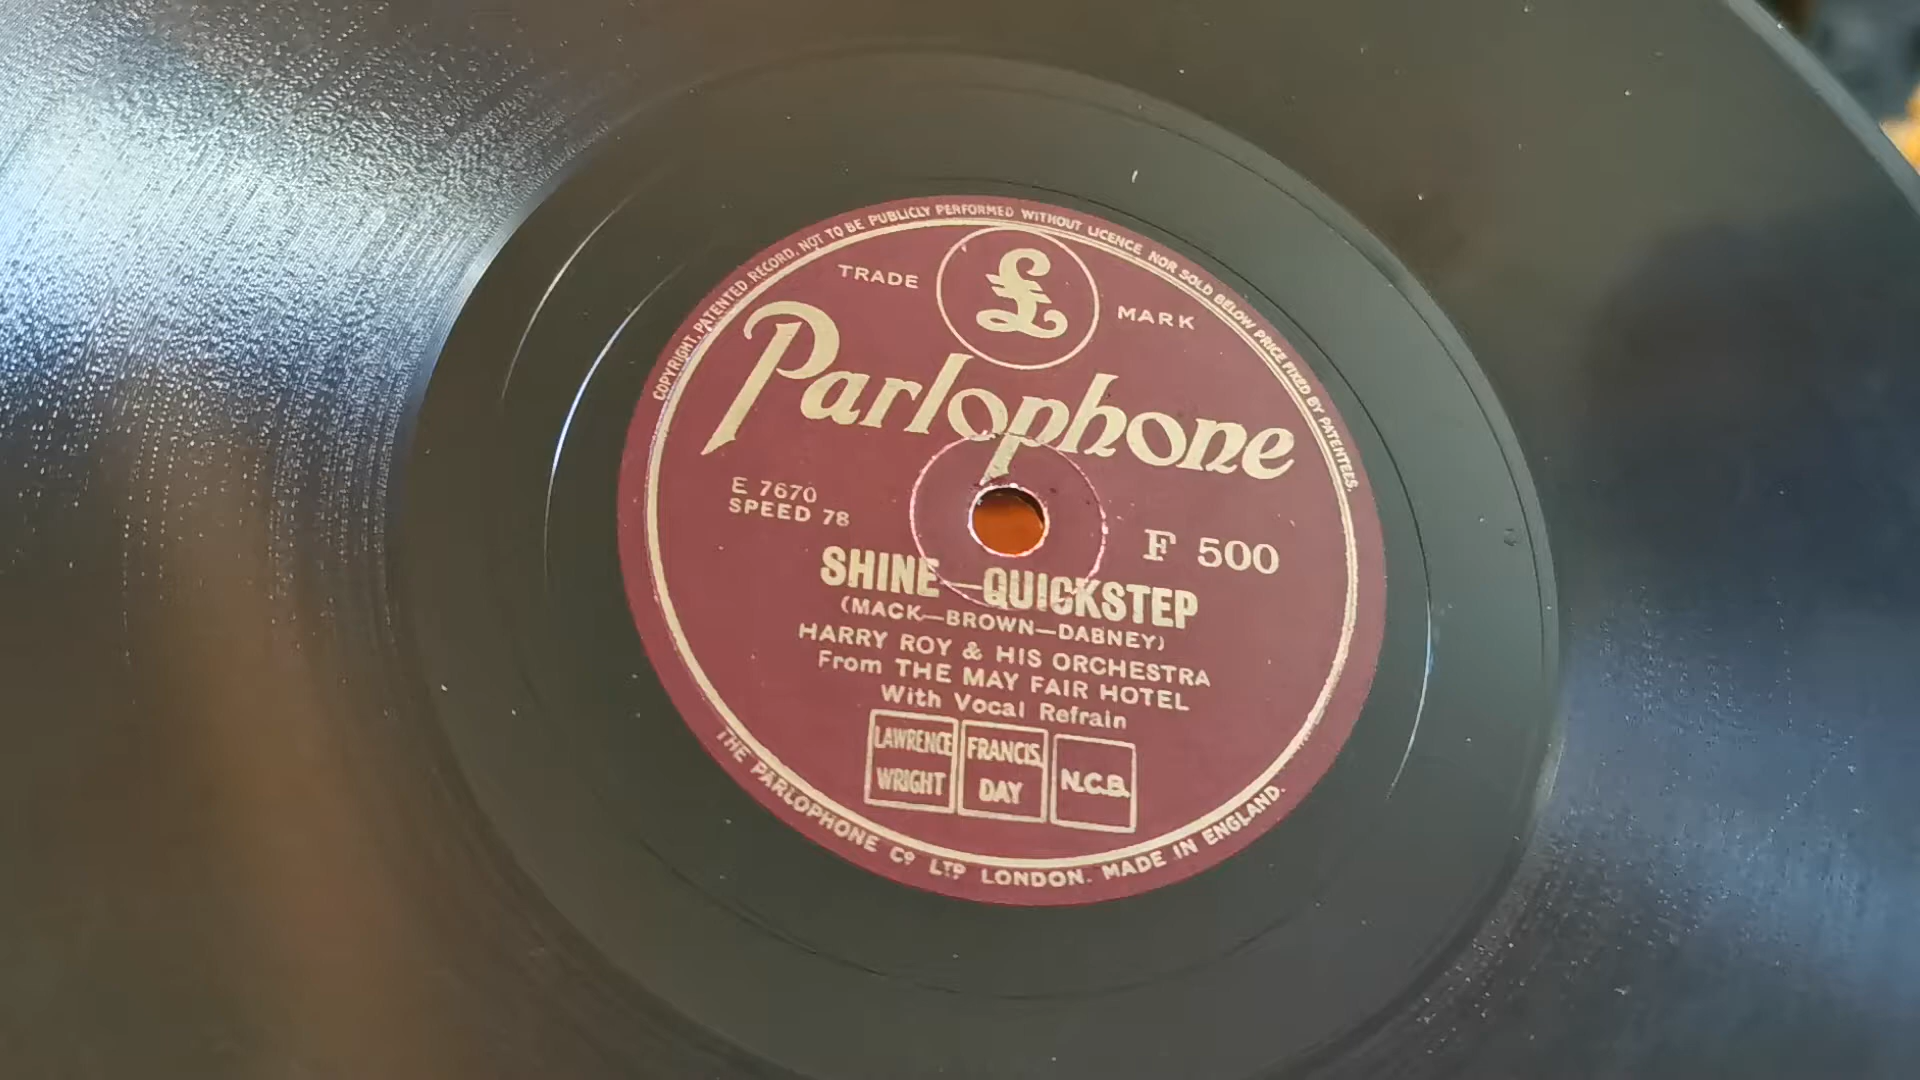 COPYRIGHT, PATENTED RECORD, NOT TO BE PUBLICLY PERFORMED WITHOUT LICENCE, NOR SOLD BELOW PRICE FIXED BY PATENTEES.
TRADE £ MARK
Parlophone
E 7670
SPEED 78
F 500
SHINE—QUICKSTEP
(MACK—BROWN—DABNEY)
HARRY ROY & HIS ORCHESTRA
From THE MAY FAIR HOTEL
With Vocal Refrain
LAWRENCE WRIGHT
FRANCIS, DAY
N.C.B.
THE PARLOPHONE Cº LTD LONDON. MADE IN ENGLAND.